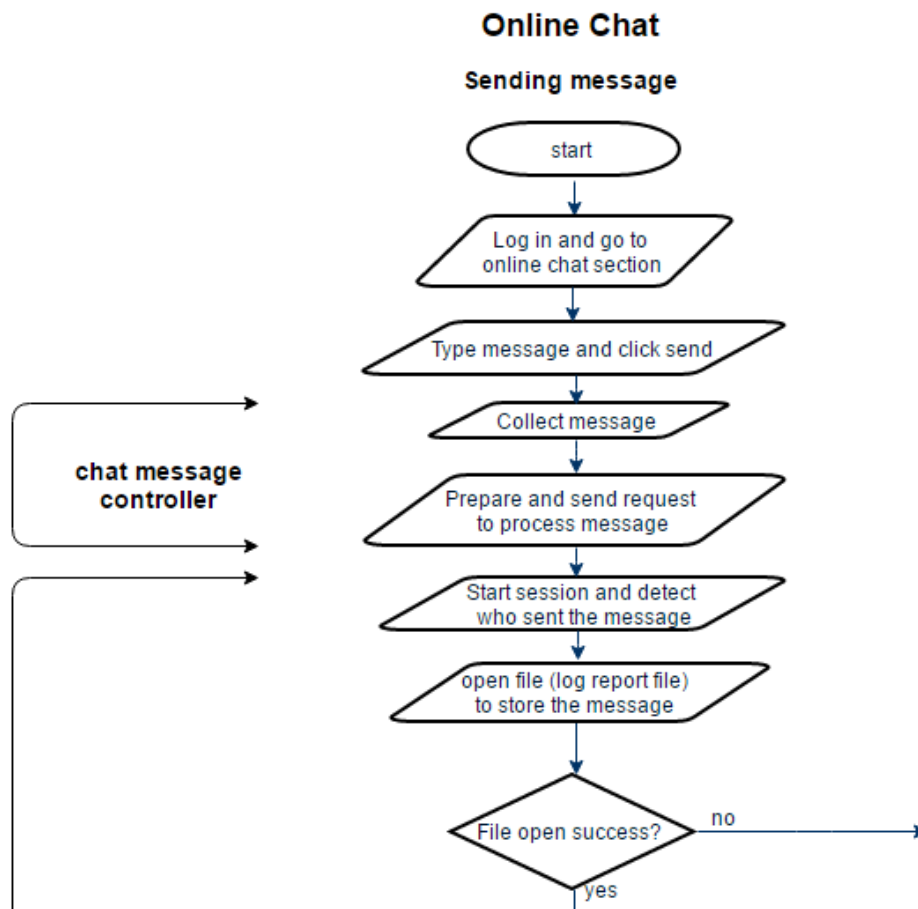 Online Chat
Sending message
start
Log in and go to
online chat section
Type message and click send
Collect message
chat message
controller
Prepare and send request
to process message
Start session and detect
who sent the message
open file (log report file)
to store the message
File open success?
no
yes